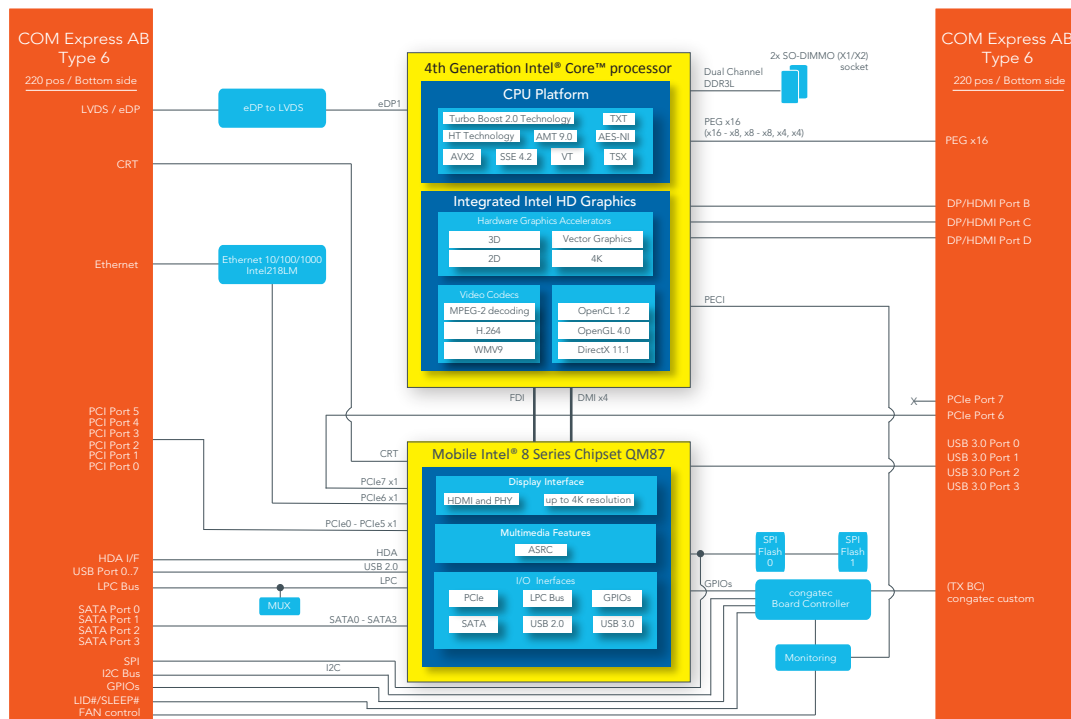 COM Express AB
Type 6
220 pos / Bottom side
LVDS / eDP
CRT
Ethernet
PCI Port 5
PCI Port 4
PCI Port 3
PCI Port 2
PCI Port 1
PCI Port 0
HDA I/F
USB Port 0..7
LPC Bus
SATA Port 0
SATA Port 1
SATA Port 2
SATA Port 3
SPI
I2C Bus
GPIOs
LID#/SLEEP#
FAN control
eDP to LVDS
eDP1
Ethernet 10/100/1000
Intel218LM
CRT
PCIe7 x1
PCIe6 x1
PCIe0 - PCIe5 x1
HDA
USB 2.0
LPC
MUX
SATA0 - SATA3
I2C
4th Generation Intel® Core™ processor
CPU Platform
Turbo Boost 2.0 Technology
TXT
HT Technology
AMT 9.0
AES-NI
AVX2
SSE 4.2
VT
TSX
Integrated Intel HD Graphics
Hardware Graphics Accelerators
3D
Vector Graphics
2D
4K
Video Codecs
MPEG-2 decoding
H.264
WMV9
OpenCL 1.2
OpenGL 4.0
DirectX 11.1
FDI
DMI x4
Mobile Intel® 8 Series Chipset QM87
Display Interface
HDMI and PHY
up to 4K resolution
Multimedia Features
ASRC
I/O Inerfaces
PCIe
LPC Bus
GPIOs
SATA
USB 2.0
USB 3.0
Dual Channel
DDR3L
2x SO-DIMMO (X1/X2)
socket
PEG x16
(x16 - x8, x8 - x8, x4, x4)
PECI
X
SPI
Flash
0
SPI
Flash
1
GPIOs
congatec
Board Controller
Monitoring
COM Express AB
Type 6
220 pos / Bottom side
PEG x16
DP/HDMI Port B
DP/HDMI Port C
DP/HDMI Port D
PCIe Port 7
PCIe Port 6
USB 3.0 Port 0
USB 3.0 Port 1
USB 3.0 Port 2
USB 3.0 Port 3
(TX BC)
congatec custom